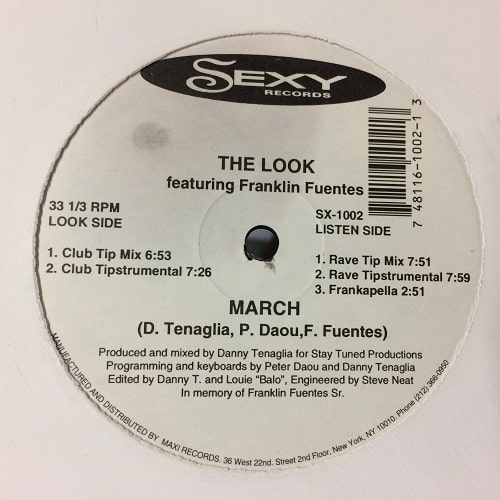 SEXY
RECORDS
THE LOOK
featuring Franklin Fuentes
7 48116-1002-1 3
33 1/3 RPM
LOOK SIDE
1. Club Tip Mix 6:53
2. Club Tipstrumental 7:26
SX-1002
LISTEN SIDE
1. Rave Tip Mix 7:51
2. Rave Tipstrumental 7:59
3. Frankapella 2:51
MARCH
(D. Tenaglia, P. Daou,F. Fuentes)
Produced and mixed by Danny Tenaglia for Stay Tuned Productions
Programming and keyboards by Peter Daou and Danny Tenaglia
Edited by Danny T. and Louie "Balo", Engineered by Steve Neat
In memory of Franklin Fuentes Sr.
MANUFACTURED AND DISTRIBUTED BY MAXI RECORDS. 36 West 22nd. Street 2nd Floor, New York, NY 10010. Phone (212) 366-0950